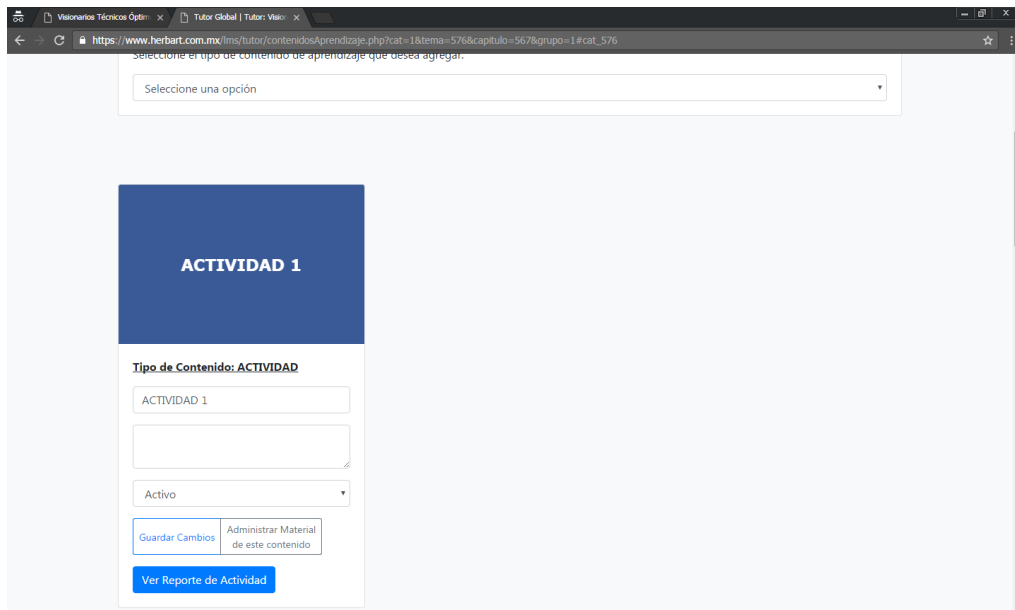 Visionarios Técnicos Óptim
Tutor Global | Tutor: Vision
https://www.herbart.com.mx/lms/tutor/contenidosAprendizaje.php?cat=1&tema=576&capitulo=567&grupo=1#cat_576
Seleccione el tipo de contenido de aprendizaje que desea agregar.
Seleccione una opción
ACTIVIDAD 1
Tipo de Contenido: ACTIVIDAD
ACTIVIDAD 1
Activo
Guardar Cambios
Administrar Material
de este contenido
Ver Reporte de Actividad